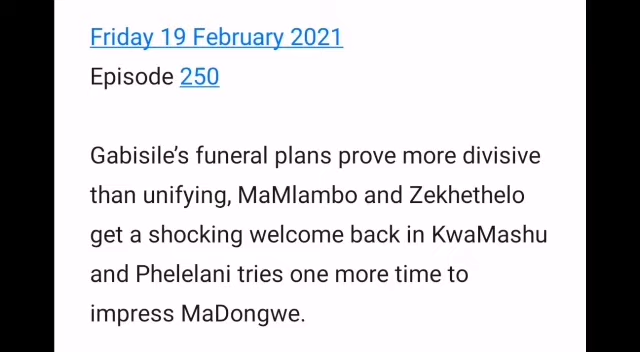 Friday 19 February 2021
Episode 250
Gabisile’s funeral plans prove more divisive
than unifying, MaMlambo and Zekhethelo
get a shocking welcome back in KwaMashu
and Phelelani tries one more time to
impress MaDongwe.